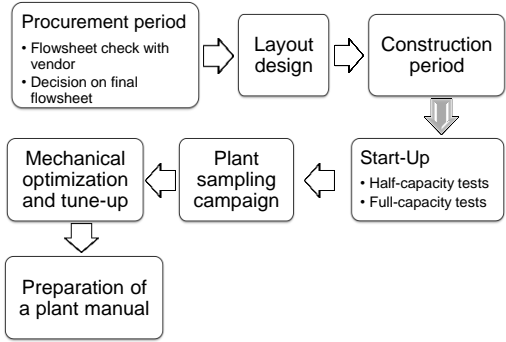 Procurement period
• Flowsheet check with
vendor
• Decision on final
flowsheet
Layout
design
Construction
period
Start-Up
• Half-capacity tests
• Full-capacity tests
Plant
sampling
campaign
Mechanical
optimization
and tune-up
Preparation of
a plant manual